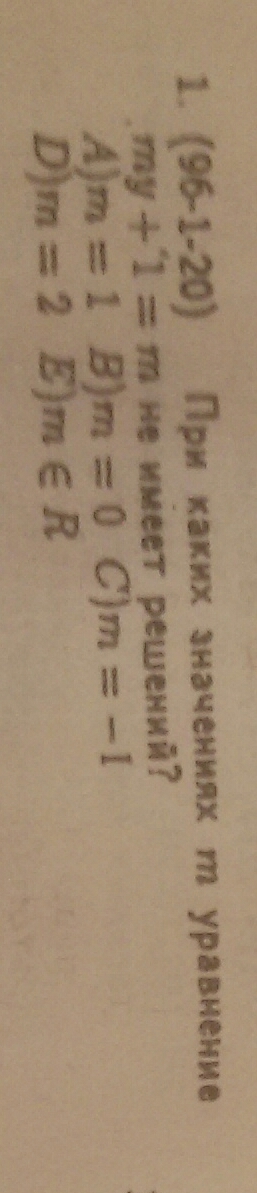 1. (96-1-20) При каких значениях m уравнение
my + 1 = m не имеет решений?
A)m = 1 B)m = 0 C)m = −1
D)m = 2 E)m ∈ R